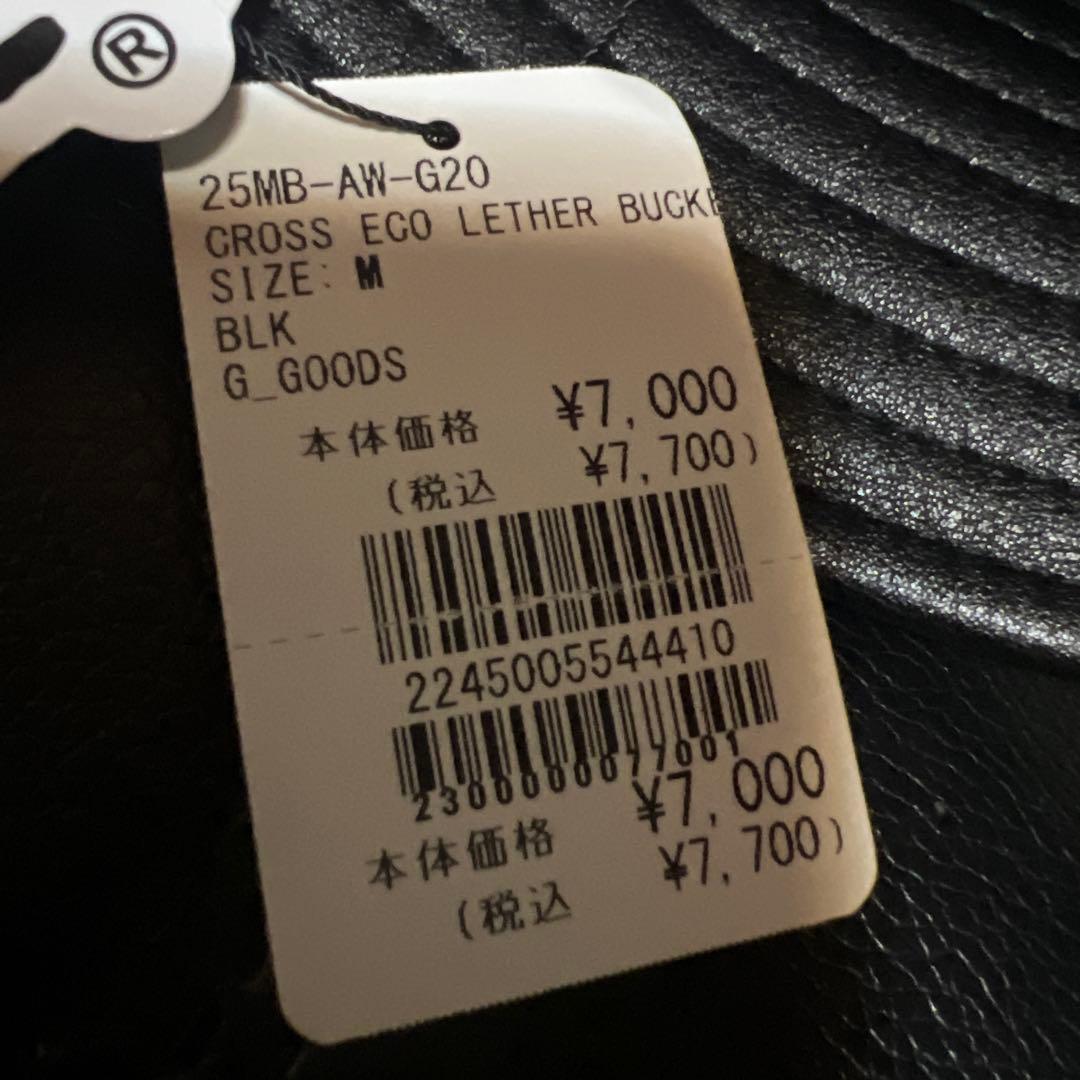 ®
25MB-AW-G20
CROSS ECO LETHER BUCKE
SIZE: M
BLK
G_GOODS
本体価格 ¥7,000
(税込 ¥7,700)
2245005544410
2300000077001
¥7,000
本体価格
¥7,700)
(税込